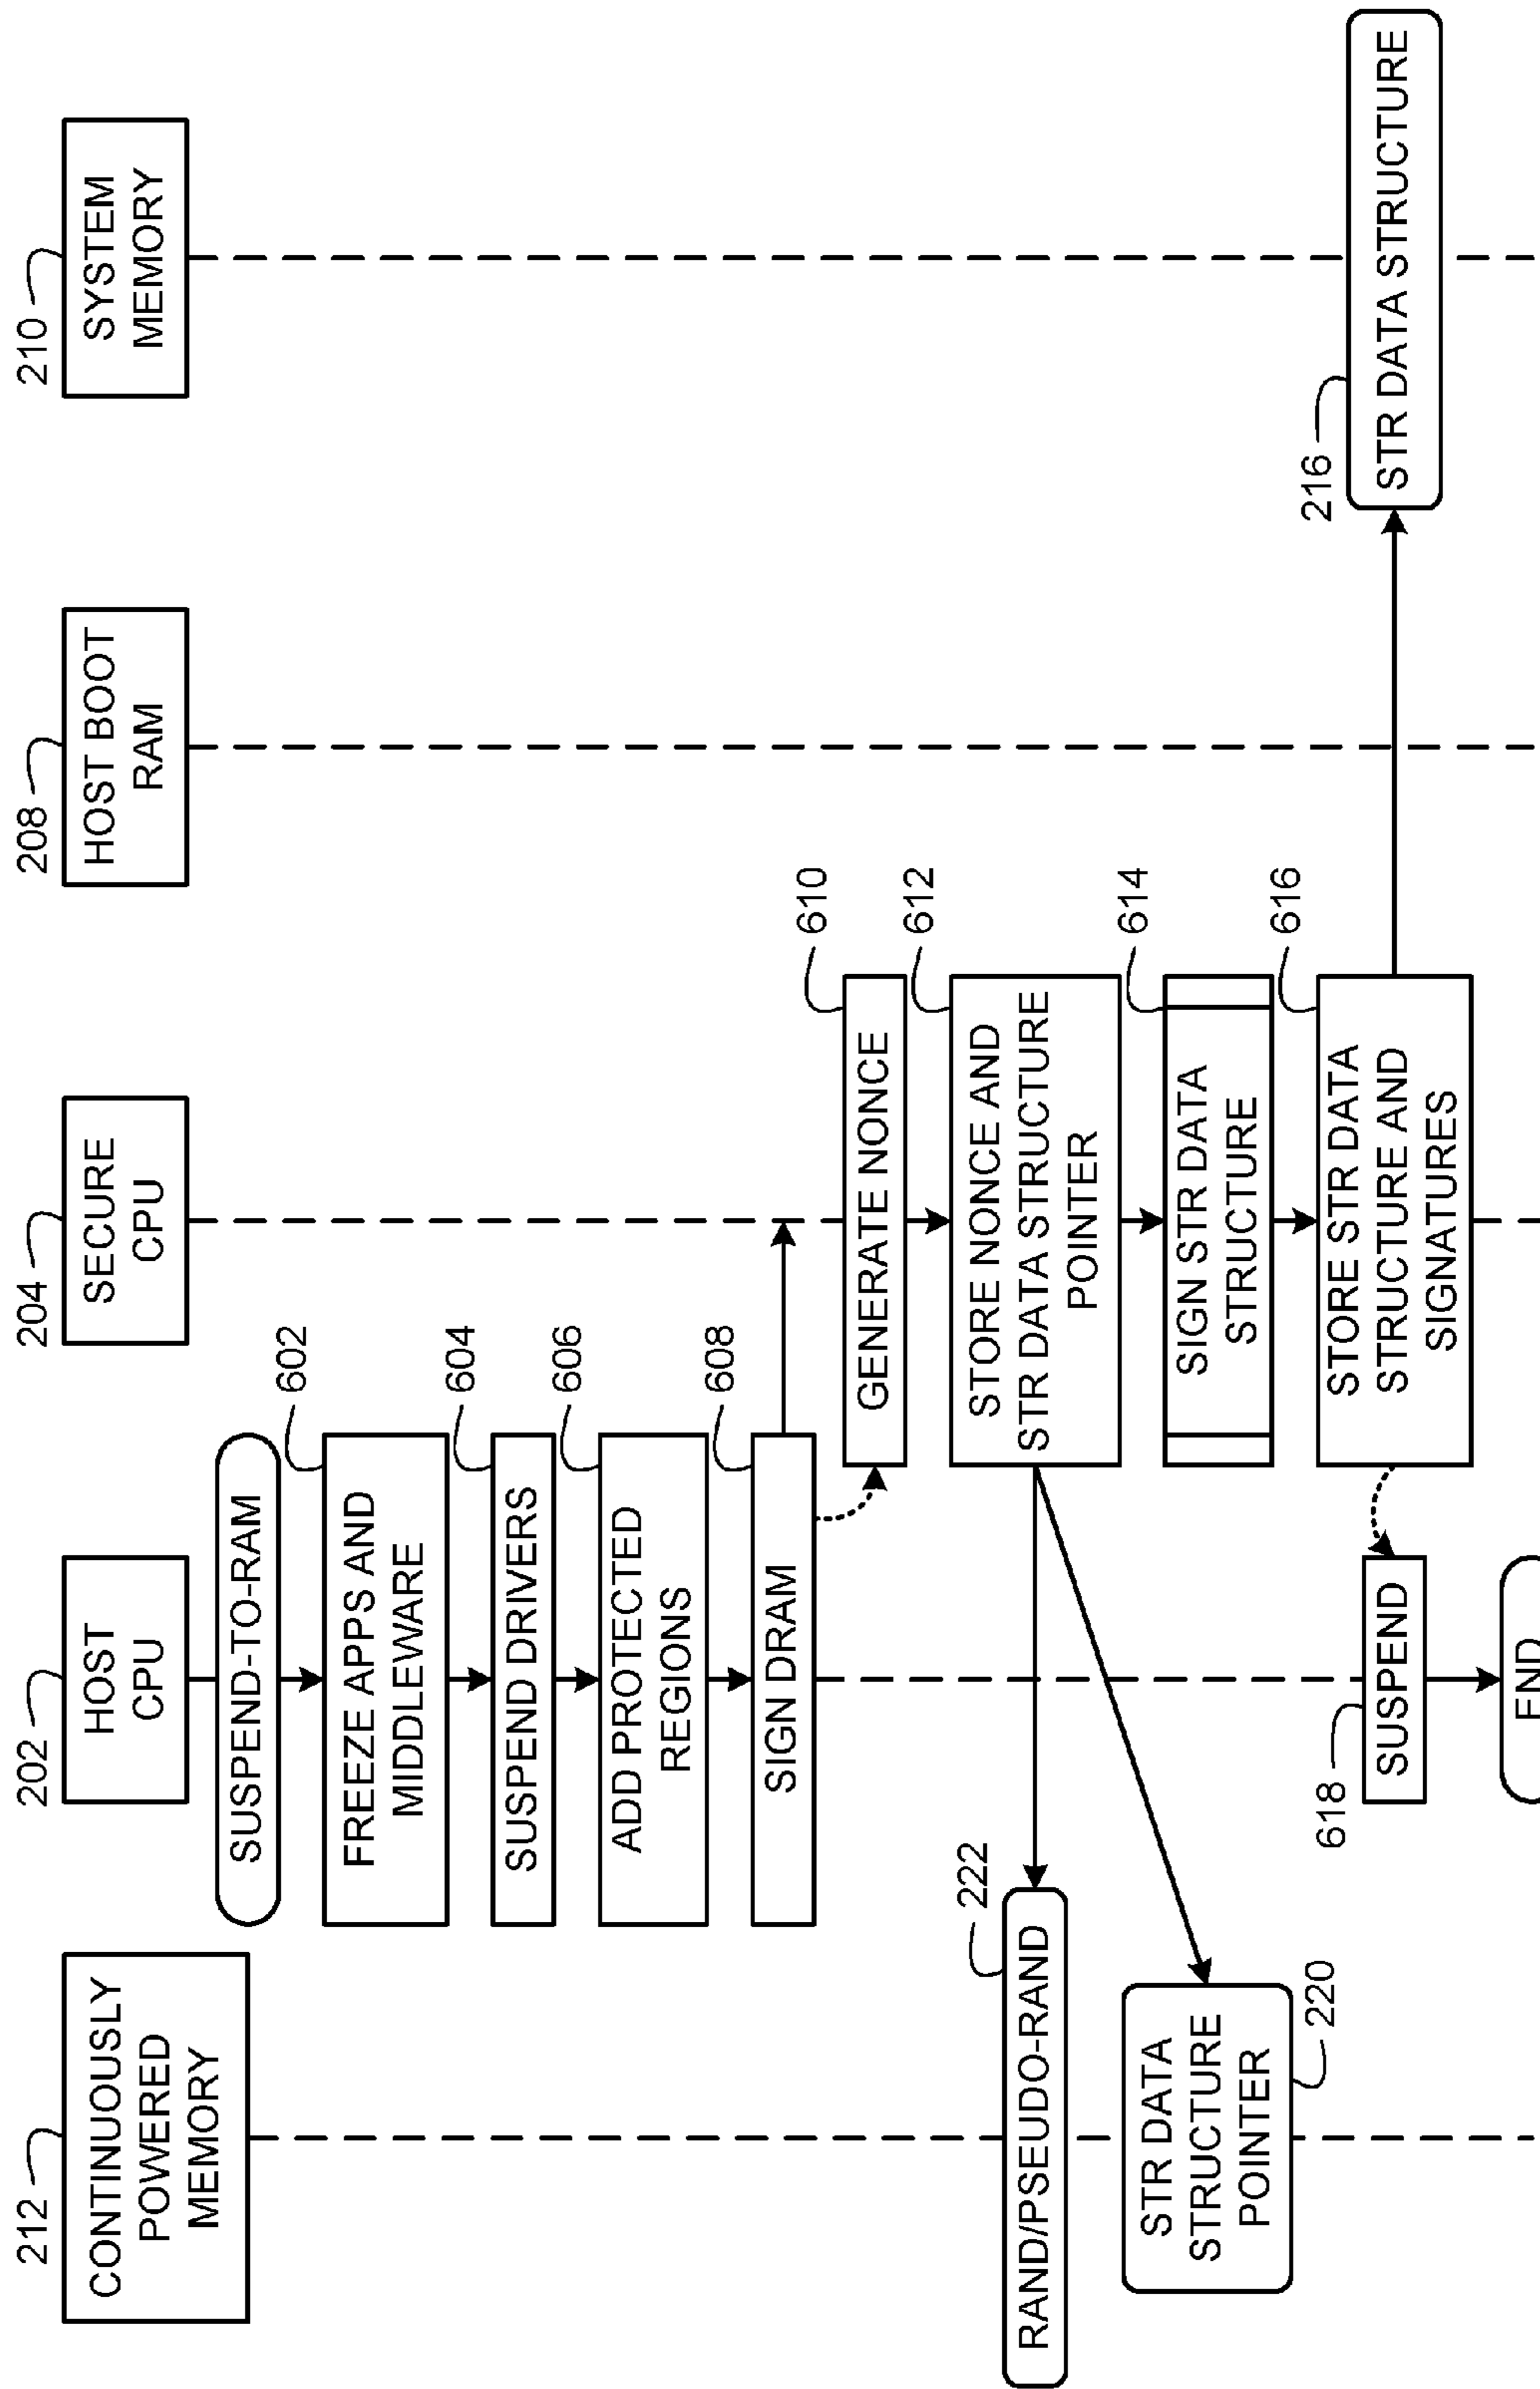 212
CONTINUOUSLY
POWERED
MEMORY
202
HOST
CPU
204
SECURE
CPU
208
HOST BOOT
RAM
210
SYSTEM
MEMORY
SUSPEND-TO-RAM
602
FREEZE APPS AND
MIDDLEWARE
604
SUSPEND DRIVERS
606
ADD PROTECTED
REGIONS
608
SIGN DRAM
610
GENERATE NONCE
612
STORE NONCE AND
STR DATA STRUCTURE
POINTER
222
RAND/PSEUDO-RAND
STR DATA
STRUCTURE
POINTER
220
614
SIGN STR DATA
STRUCTURE
616
STORE STR DATA
STRUCTURE AND
SIGNATURES
216
STR DATA STRUCTURE
618
SUSPEND
END